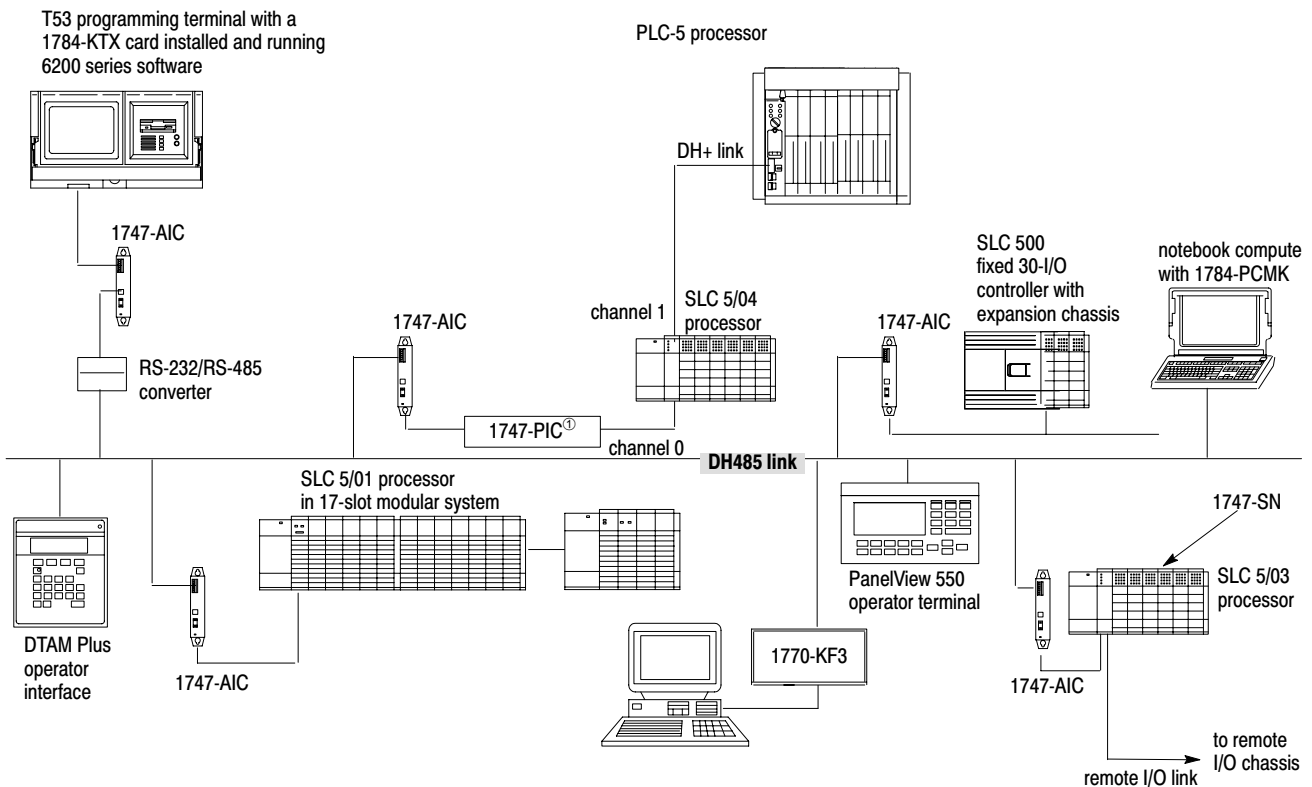 T53 programming terminal with a
1784-KTX card installed and running
6200 series software
PLC-5 processor
DH+ link
1747-AIC
SLC 500
fixed 30-I/O
controller with
expansion chassis
notebook compute
with 1784-PCMK
channel 1
SLC 5/04
processor
1747-AIC
1747-AIC
RS-232/RS-485
converter
1747-PIC①
channel 0
DH485 link
SLC 5/01 processor
in 17-slot modular system
1747-SN
PanelView 550
operator terminal
SLC 5/03
processor
DTAM Plus
operator
interface
1747-AIC
1770-KF3
1747-AIC
to remote
I/O chassis
remote I/O link